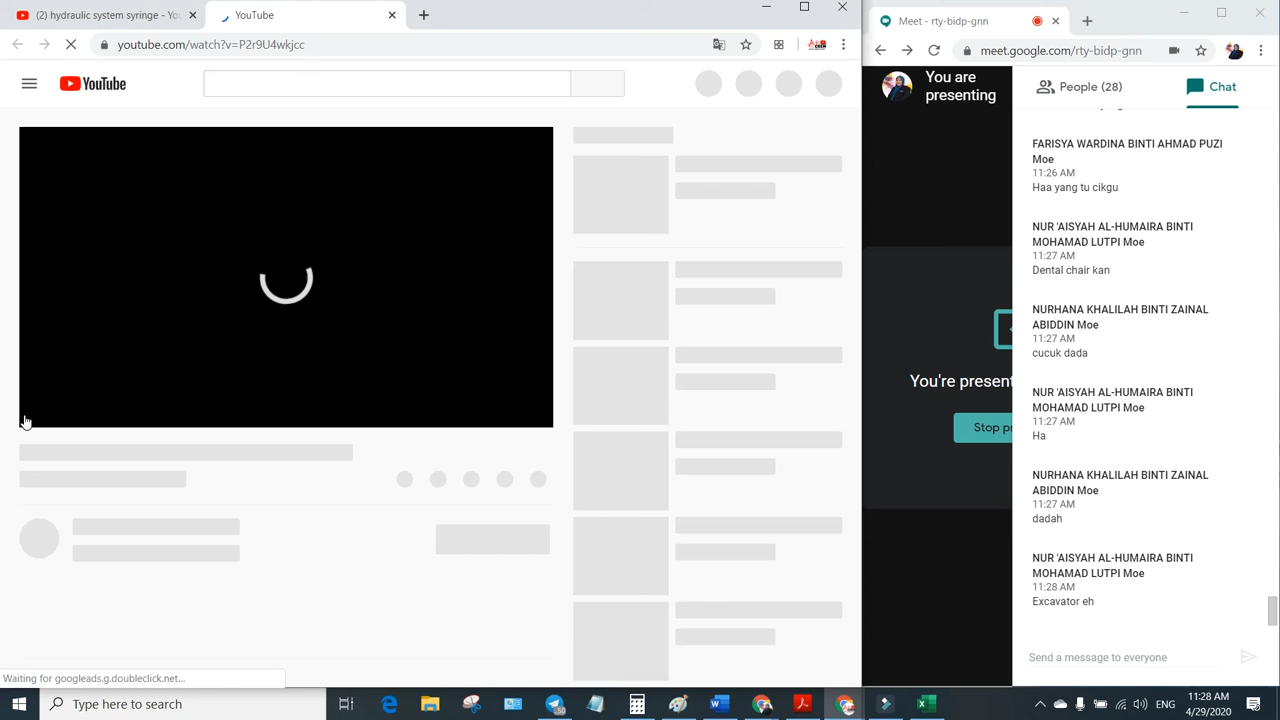 (2) hydraulic system syringe - Yo
YouTube
youtube.com/watch?v=P2r9U4wkjcc
YouTube
Waiting for googleads.g.doubleclick.net...
Meet - rty-bidp-gnn
meet.google.com/rty-bidp-gnn
You are
presenting
People (28)
Chat
You're present
Stop pr
FARISYA WARDINA BINTI AHMAD PUZI
Moe
11:26 AM
Haa yang tu cikgu
NUR 'AISYAH AL-HUMAIRA BINTI
MOHAMAD LUTPI Moe
11:27 AM
Dental chair kan
NURHANA KHALILAH BINTI ZAINAL
ABIDDIN Moe
11:27 AM
cucuk dada
NUR 'AISYAH AL-HUMAIRA BINTI
MOHAMAD LUTPI Moe
11:27 AM
Ha
NURHANA KHALILAH BINTI ZAINAL
ABIDDIN Moe
11:27 AM
dadah
NUR 'AISYAH AL-HUMAIRA BINTI
MOHAMAD LUTPI Moe
11:28 AM
Excavator eh
Send a message to everyone
Type here to search
ENG
11:28 AM
4/29/2020